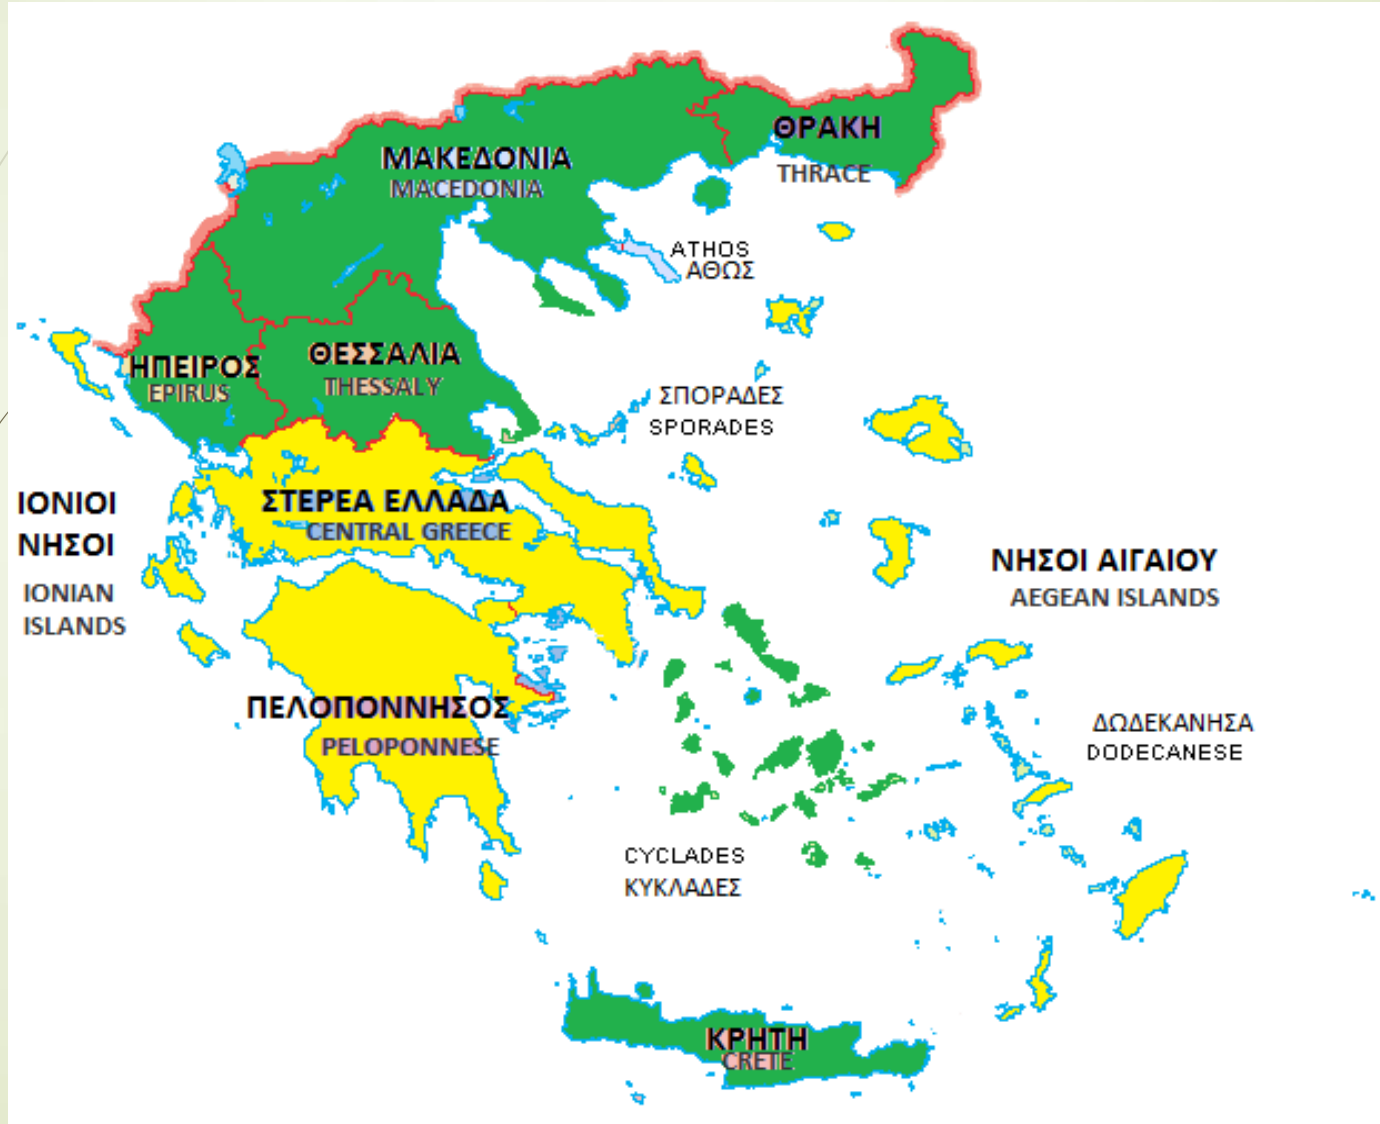 ΘΡΑΚΗ
THRACE
ΜΑΚΕΔΟΝΙΑ
MACEDONIA
ATHOS
ΑΘΩΣ
ΗΠΕΙΡΟΣ
EPIRUS
ΘΕΣΣΑΛΙΑ
THESSALY
ΣΠΟΡΑΔΕΣ
SPORADES
ΙΟΝΙΟΙ
ΝΗΣΟΙ
IONIAN
ISLANDS
ΣΤΕΡΕΑ ΕΛΛΑΔΑ
CENTRAL GREECE
ΝΗΣΟΙ ΑΙΓΑΙΟΥ
AEGEAN ISLANDS
ΠΕΛΟΠΟΝΝΗΣΟΣ
PELOPONNESE
ΔΩΔΕΚΑΝΗΣΑ
DODECANESE
CYCLADES
ΚΥΚΛΑΔΕΣ
ΚΡΗΤΗ
CRETE